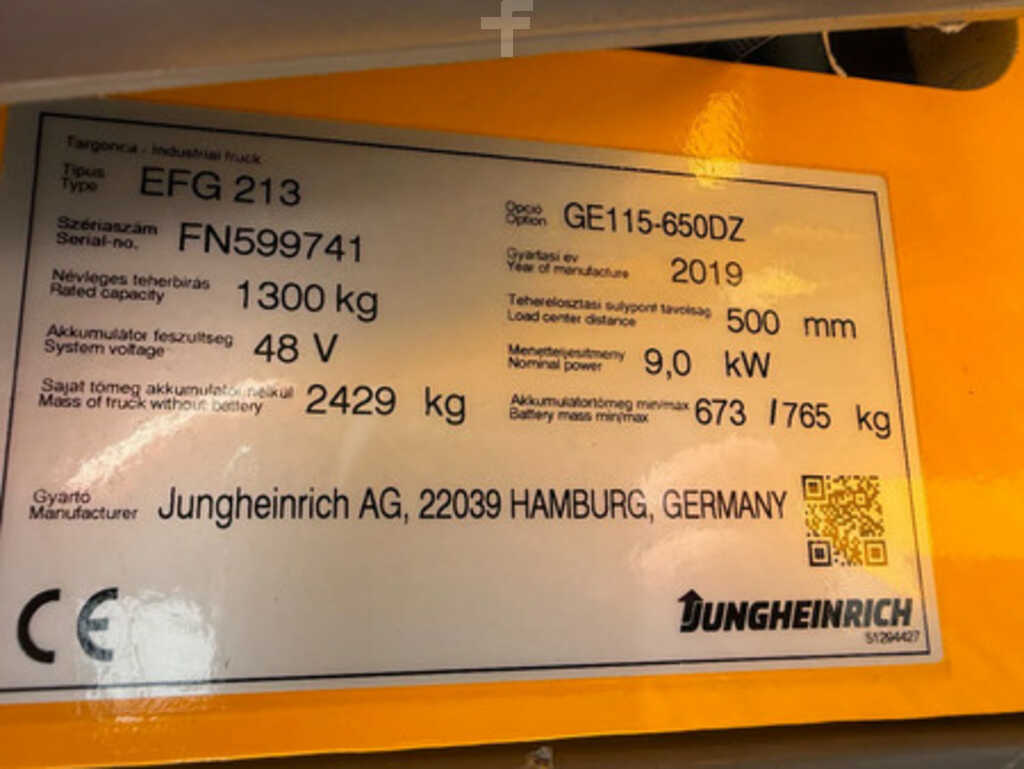 f
Targonca - Industrial truck
Típus
Type
EFG 213
Opció
Option
GE115-650DZ
Szériaszám
Serial-no.
FN599741
Gyártási év
Year of manufacture
2019
Névleges teherbírás
Rated capacity
1300 kg
Teherelosztási súlypont távolság
Load center distance
500 mm
Akkumulátor feszültség
System voltage
48 V
Menetteljesítmény
Nominal power
9,0 kW
Saját tömeg akkumulátor nélkül
Mass of truck without battery
2429 kg
Akkumulátortömeg min/max
Battery mass min/max
673 / 765 kg
Gyártó
Manufacturer
Jungheinrich AG, 22039 HAMBURG, GERMANY
CE
JUNGHEINRICH
51294427